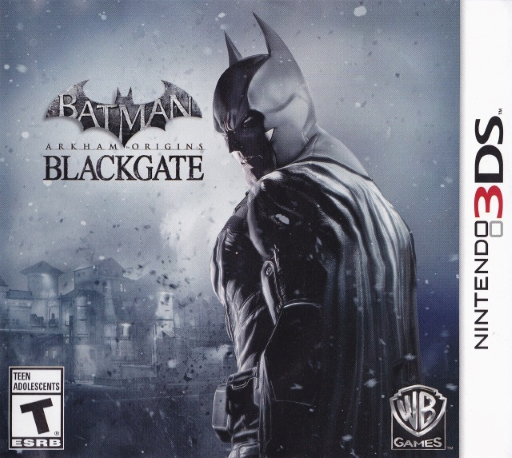 BATMAN
ARKHAM ORIGINS
BLACKGATE
NINTENDO 3DS
TEEN
ADOLESCENTS
T
ESRB
WB
GAMES